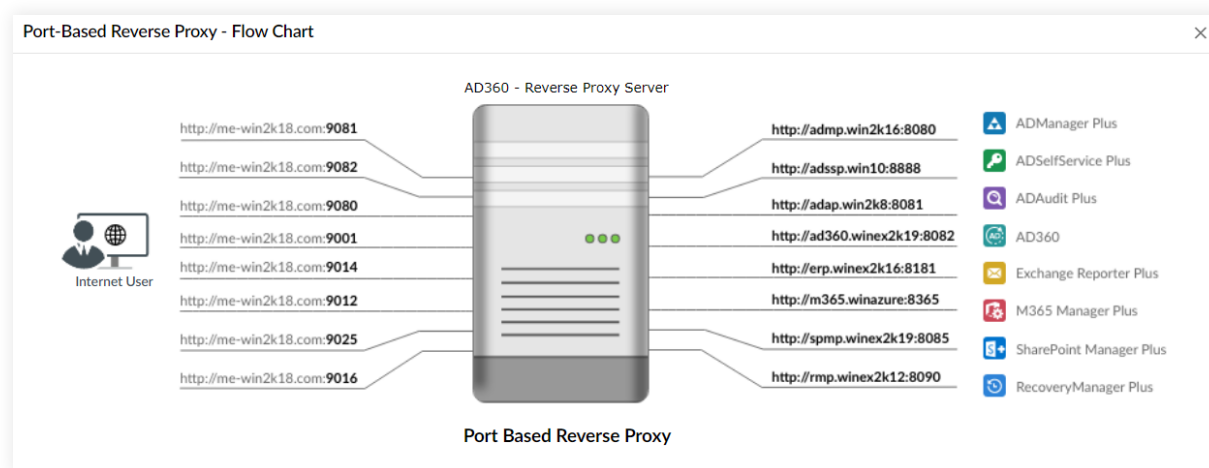 Port-Based Reverse Proxy - Flow Chart
AD360 - Reverse Proxy Server
http://me-win2k18.com:9081
http://me-win2k18.com:9082
http://me-win2k18.com:9080
http://me-win2k18.com:9001
http://me-win2k18.com:9014
http://me-win2k18.com:9012
http://me-win2k18.com:9025
http://me-win2k18.com:9016
Internet User
http://admp.win2k16:8080
http://adssp.win10:8888
http://adap.win2k8:8081
http://ad360.winex2k19:8082
http://erp.winex2k16:8181
http://m365.winazure:8365
http://spmp.winex2k19:8085
http://rmp.winex2k12:8090
ADManager Plus
ADSelfService Plus
ADAudit Plus
AD360
Exchange Reporter Plus
M365 Manager Plus
SharePoint Manager Plus
RecoveryManager Plus
Port Based Reverse Proxy